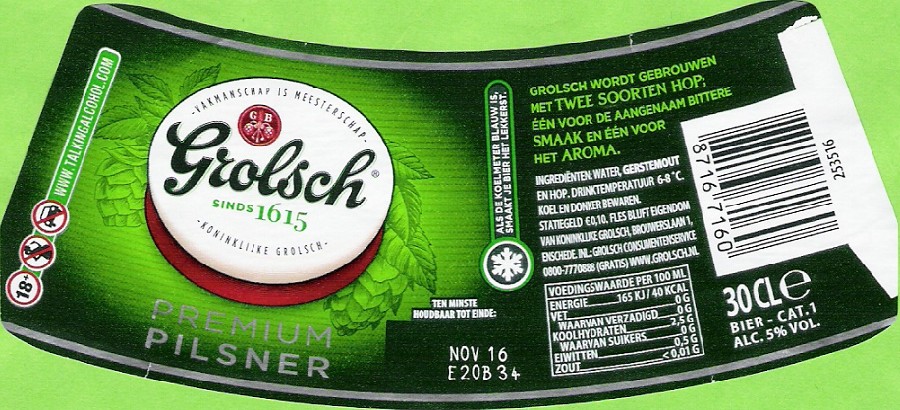 WWW.TALKINGALCOHOL.COM
18+
·VAKMANSCHAP IS MEESTERSCHAP·
G B
Grolsch®
SINDS 1615
·KONINKLIJKE GROLSCH·
PREMIUM
PILSNER
TEN MINSTE
HOUDBAAR TOT EINDE:
NOV 16
E20B 34
ALS DE KOELMETER BLAUW IS,
SMAAKT JE BIER HET LEKKERST.
GROLSCH WORDT GEBROUWEN
MET TWEE SOORTEN HOP;
ÉÉN VOOR DE AANGENAAM BITTERE
SMAAK EN ÉÉN VOOR
HET AROMA.
INGREDIËNTEN: WATER, GERSTEMOUT
EN HOP. DRINKTEMPERATUUR 6-8°C.
KOEL EN DONKER BEWAREN.
STATIEGELD €0,10. FLES BLIJFT EIGENDOM
VAN KONINKLIJKE GROLSCH, BROUWERSLAAN 1,
ENSCHEDE. INL: GROLSCH CONSUMENTENSERVICE
0800-7770888 (GRATIS) WWW.GROLSCH.NL
VOEDINGSWAARDE PER 100 ML
ENERGIE 165 KJ / 40 KCAL
VET 0 G
WAARVAN VERZADIGD 0 G
KOOLHYDRATEN 2,5 G
WAARVAN SUIKERS 0 G
EIWITTEN 0,5 G
ZOUT < 0,01 G
8 716 7160
253516
30 CL e
BIER - CAT.1
ALC. 5% VOL.